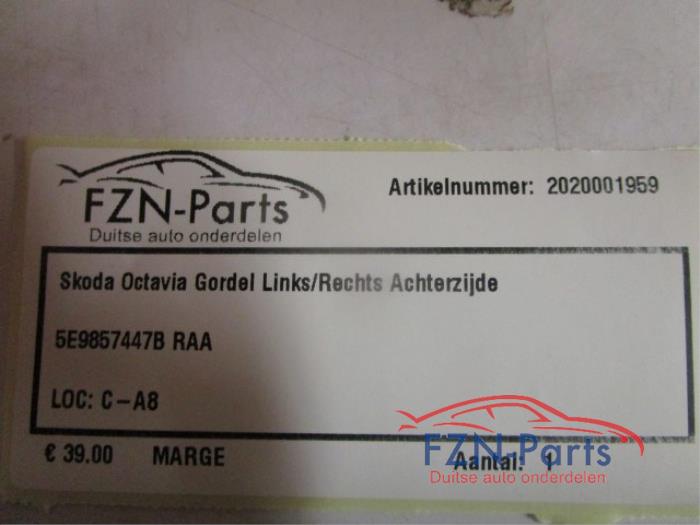 FZN-Parts
Duitse auto onderdelen
Artikelnummer: 2020001959
Skoda Octavia Gordel Links/Rechts Achterzijde
5E9857447B RAA
LOC: C-A8
€ 39.00 MARGE Aantal: 1
FZN-Parts
Duitse auto onderdelen